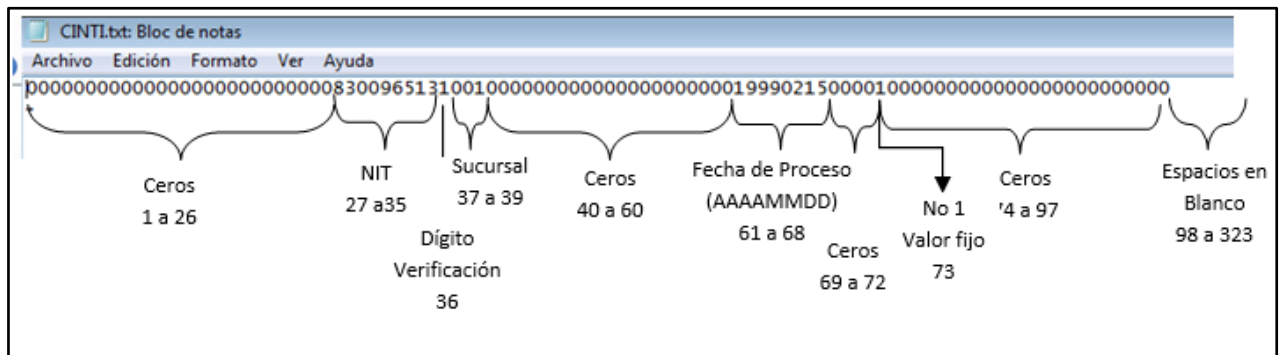 CINTI.txt: Bloc de notas
Archivo Edición Formato Ver Ayuda
0000000000000000000000000083009651310010000000000000000000001999021500001000000000000000000000000
Ceros
1 a 26
NIT
27 a35
Dígito
Verificación
36
Sucursal
37 a 39
Ceros
40 a 60
Fecha de Proceso
(AAAAMMDD)
61 a 68
Ceros
69 a 72
No 1
Valor fijo
73
Ceros
74 a 97
Espacios en
Blanco
98 a 323